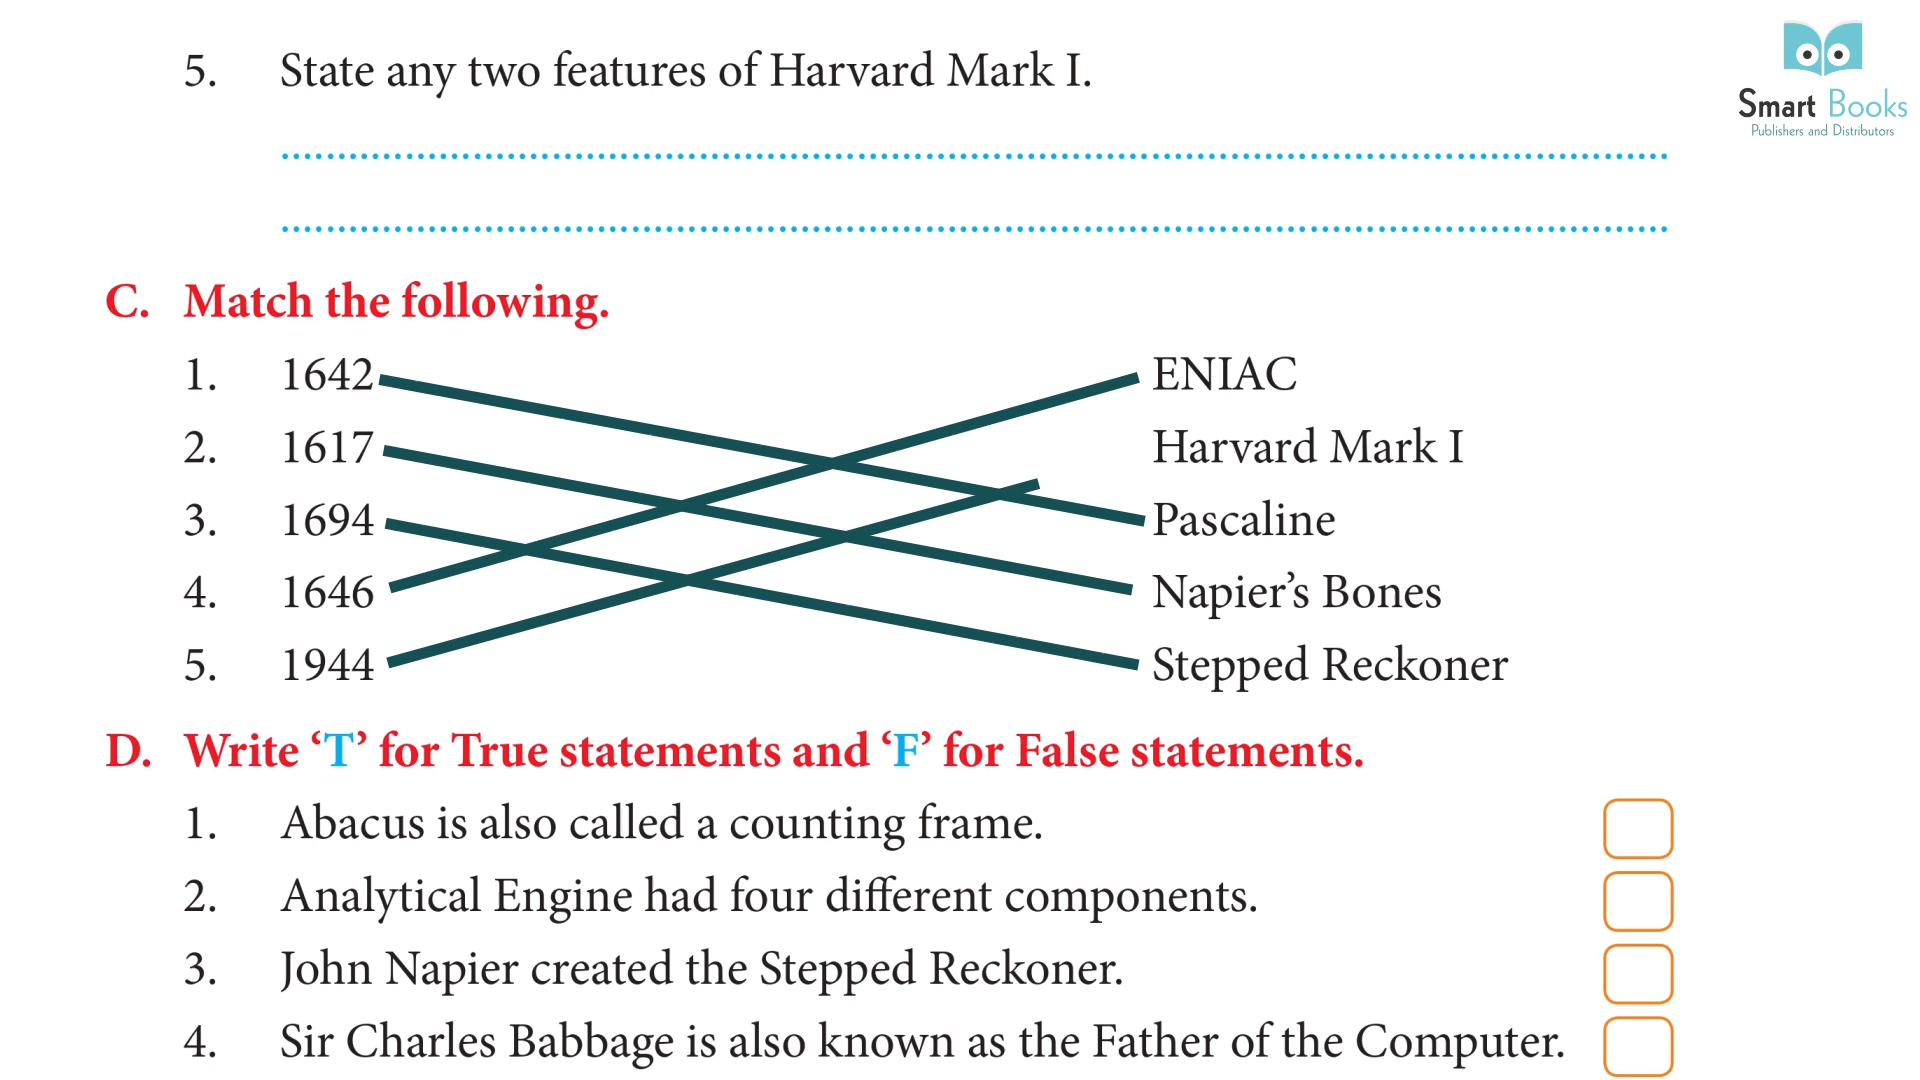 Smart Books
Publishers and Distributors
5. State any two features of Harvard Mark I.
C. Match the following.
1. 1642 ENIAC
2. 1617 Harvard Mark I
3. 1694 Pascaline
4. 1646 Napier’s Bones
5. 1944 Stepped Reckoner
D. Write ‘T’ for True statements and ‘F’ for False statements.
1. Abacus is also called a counting frame.
2. Analytical Engine had four different components.
3. John Napier created the Stepped Reckoner.
4. Sir Charles Babbage is also known as the Father of the Computer.